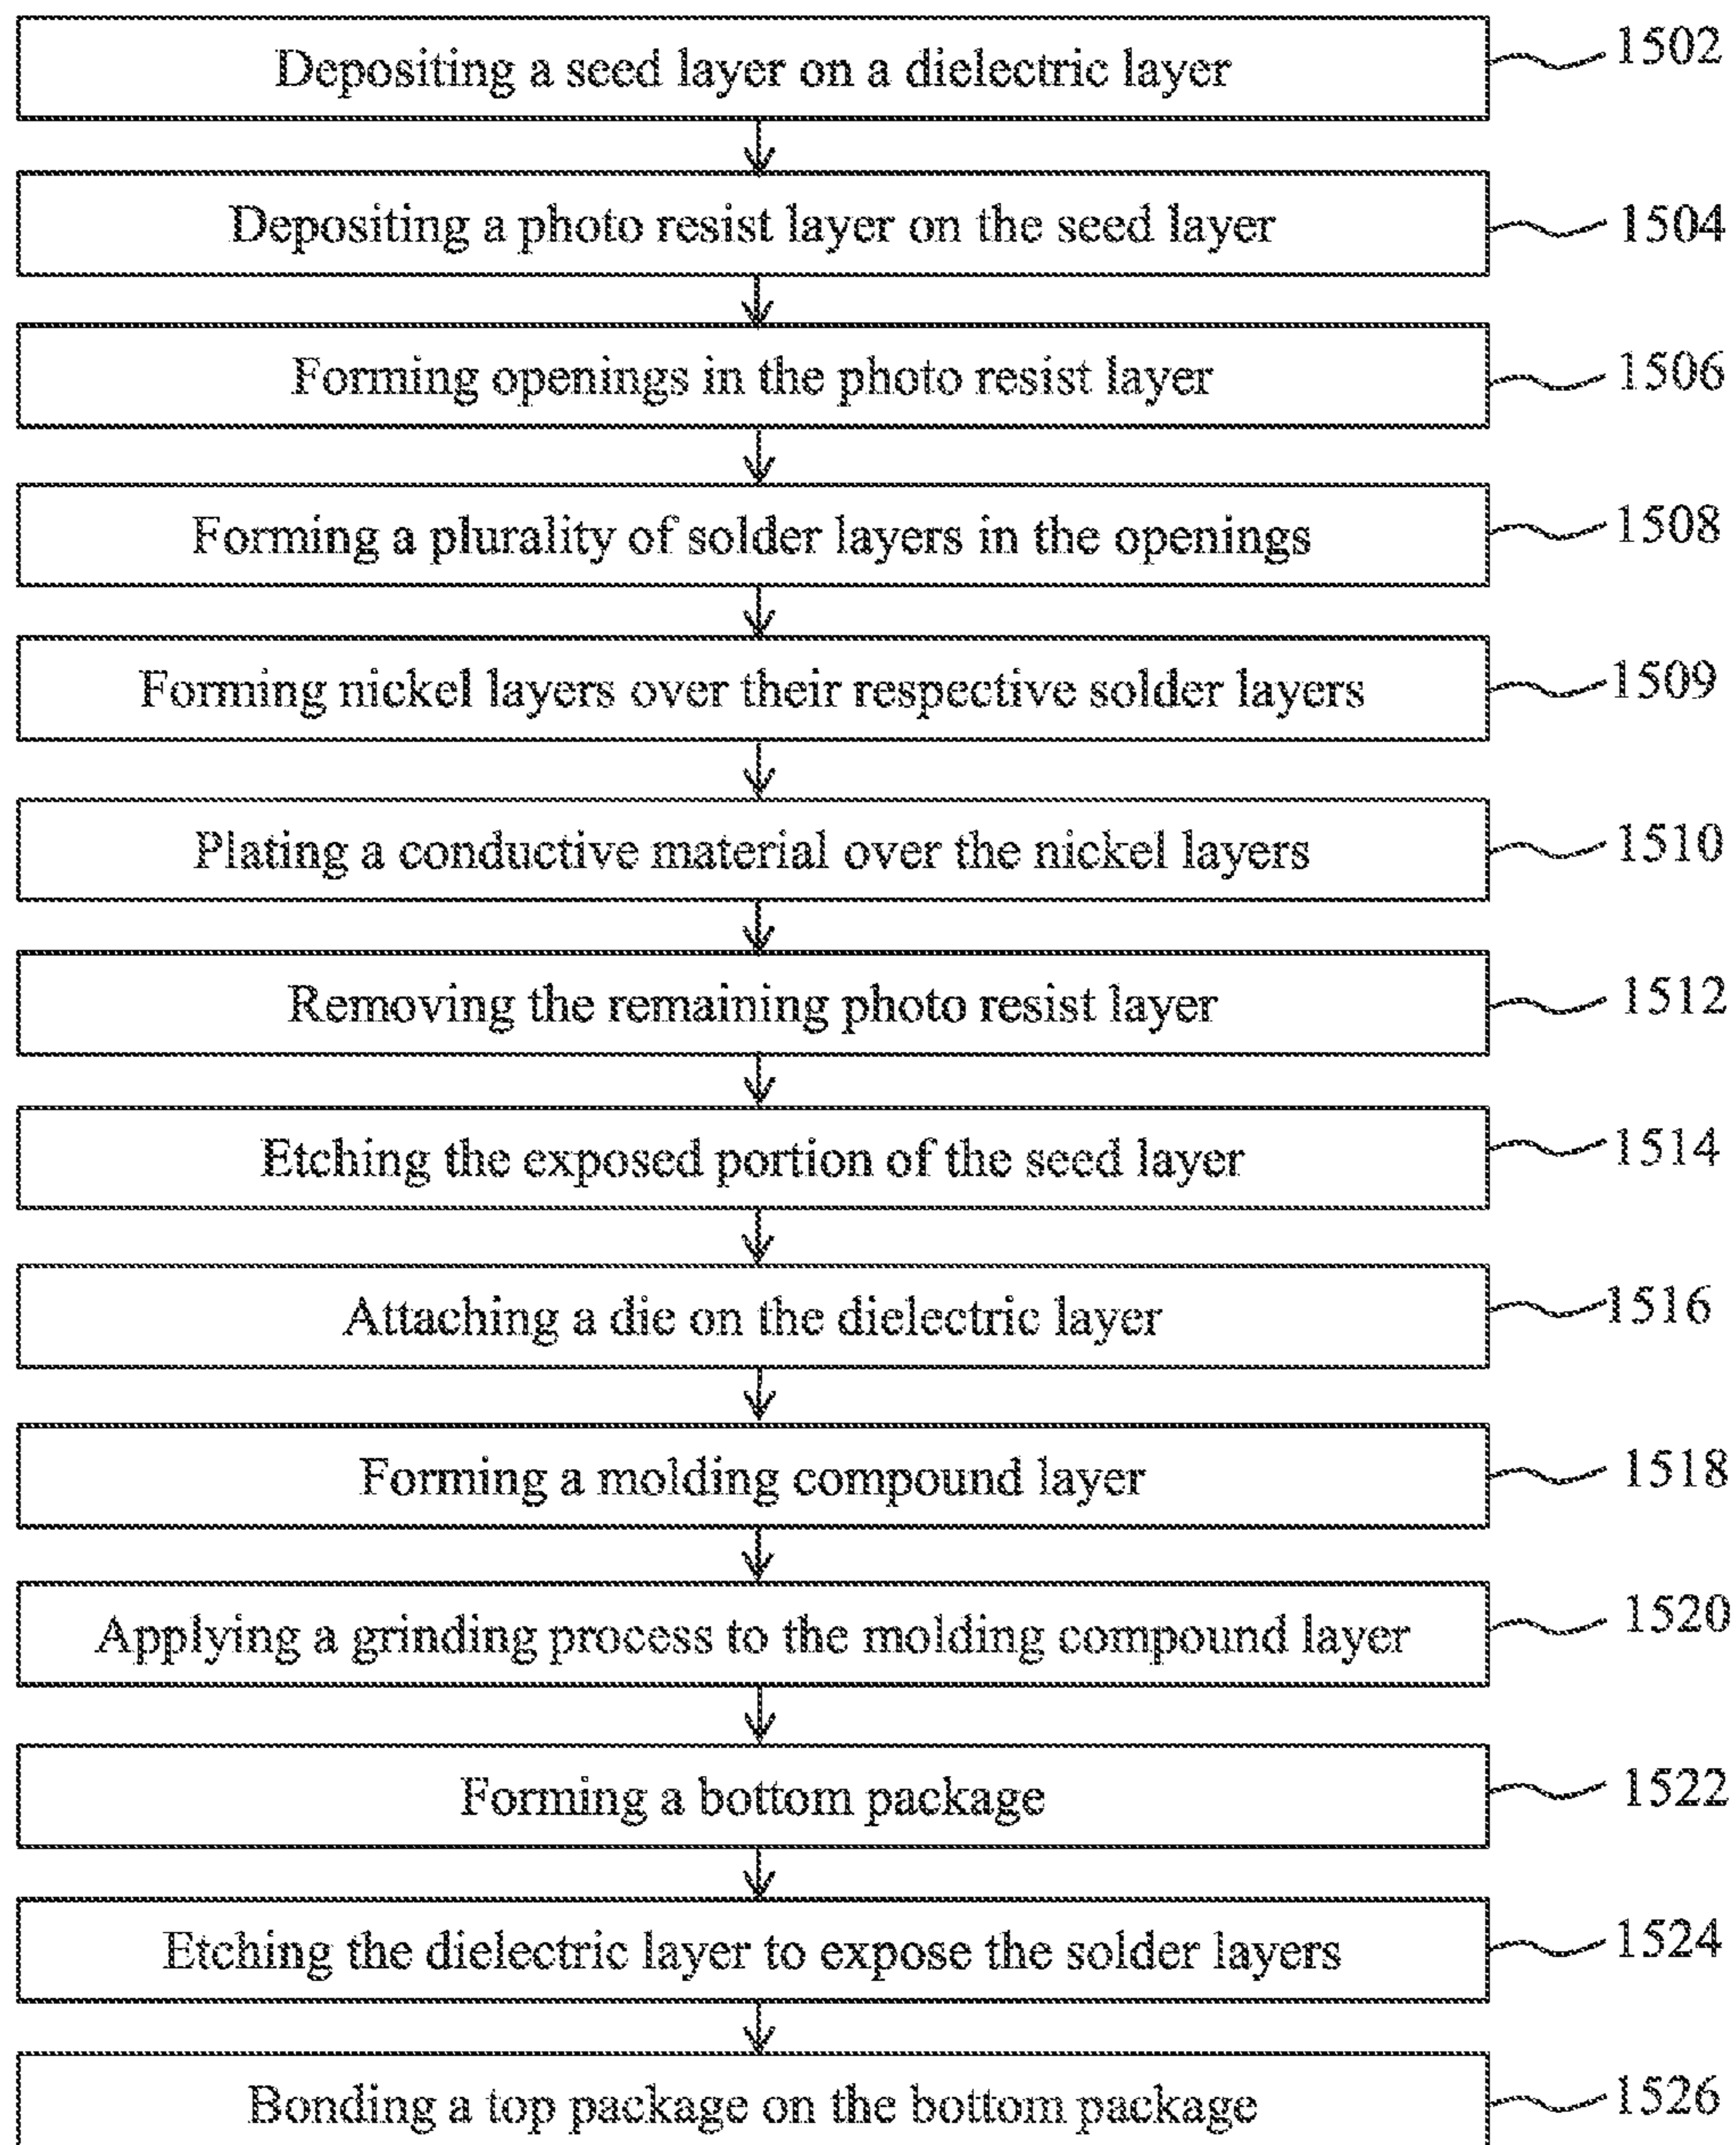 Depositing a seed layer on a dielectric layer 1502
Depositing a photo resist layer on the seed layer 1504
Forming openings in the photo resist layer 1506
Forming a plurality of solder layers in the openings 1508
Forming nickel layers over their respective solder layers 1509
Plating a conductive material over the nickel layers 1510
Removing the remaining photo resist layer 1512
Etching the exposed portion of the seed layer 1514
Attaching a die on the dielectric layer 1516
Forming a molding compound layer 1518
Applying a grinding process to the molding compound layer 1520
Forming a bottom package 1522
Etching the dielectric layer to expose the solder layers 1524
Bonding a top package on the bottom package 1526